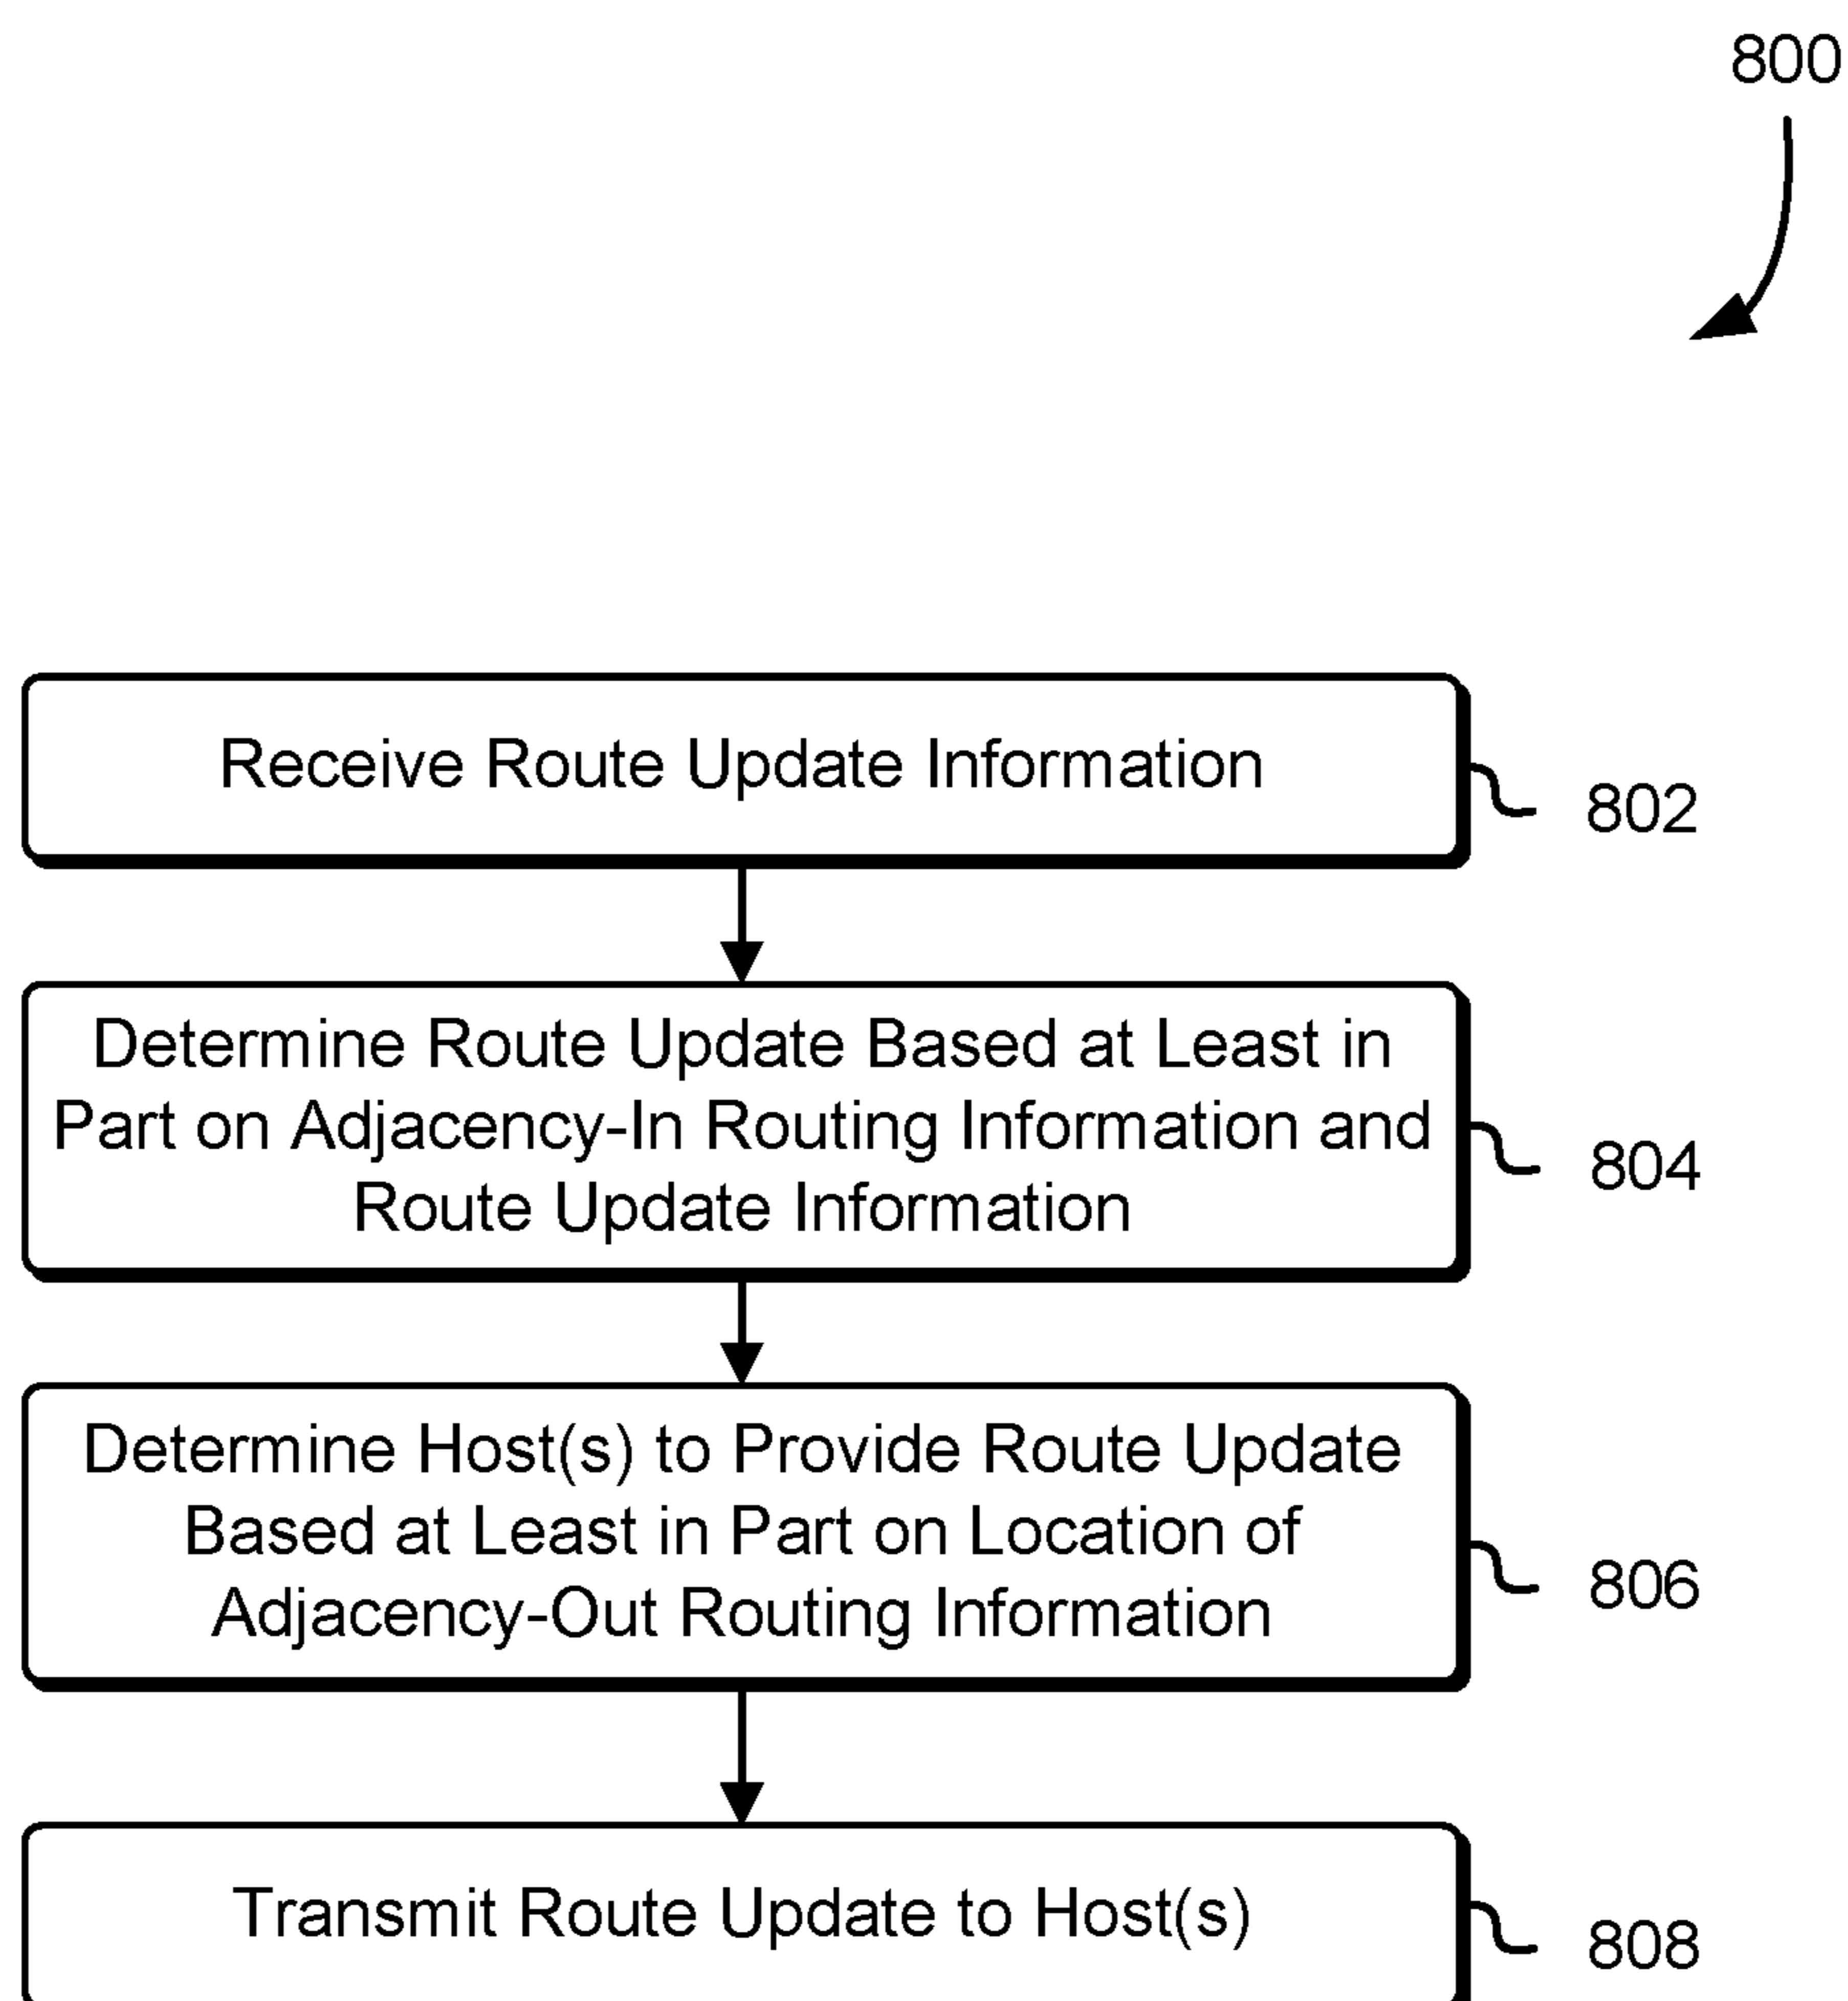 800
Receive Route Update Information
802
Determine Route Update Based at Least in
Part on Adjacency-In Routing Information and
Route Update Information
804
Determine Host(s) to Provide Route Update
Based at Least in Part on Location of
Adjacency-Out Routing Information
806
Transmit Route Update to Host(s)
808